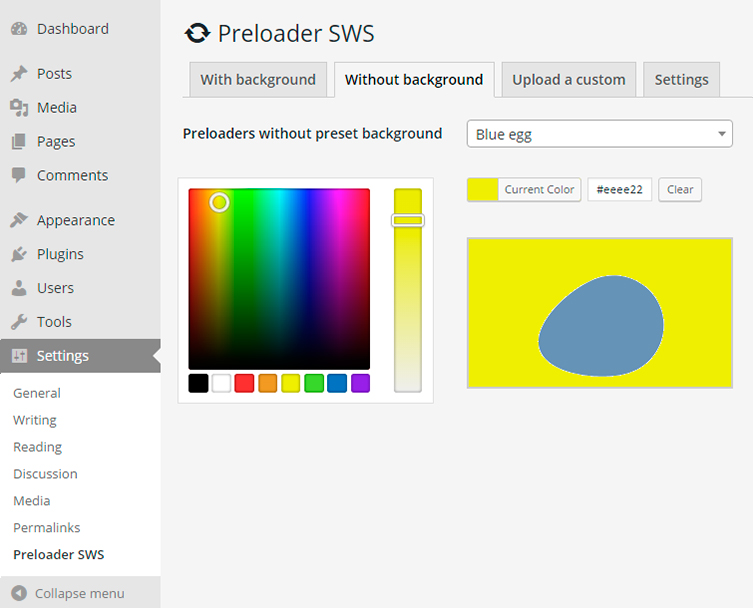 Dashboard
Posts
Media
Pages
Comments
Appearance
Plugins
Users
Tools
Settings
General
Writing
Reading
Discussion
Media
Permalinks
Preloader SWS
Collapse menu
Preloader SWS
With background
Without background
Upload a custom
Settings
Preloaders without preset background
Blue egg
Current Color
#eeee22
Clear